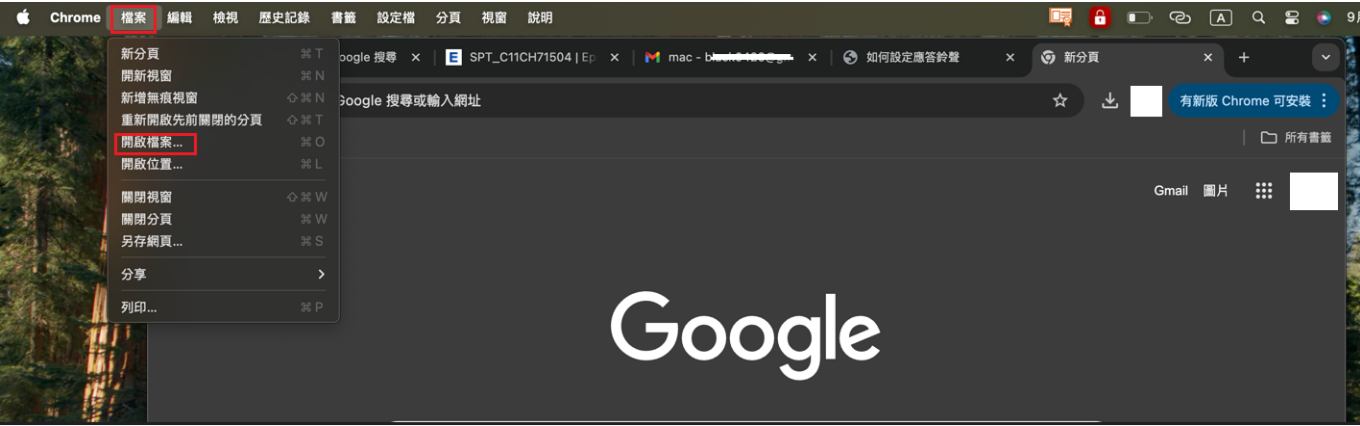 Chrome 檔案 編輯 檢視 歷史記錄 書籤 設定檔 分頁 視窗 說明 A 9
新分頁 ⌘ T
oogle 搜尋 × E SPT_C11CH71504 | Ep × mac - × 如何設定應答鈴聲 × 新分頁 × +
開新視窗 ⌘ N
新增無痕視窗 ⇧ ⌘ N
Google 搜尋或輸入網址 有新版 Chrome 可安裝
重新開啟先前關閉的分頁 ⇧ ⌘ T
開啟檔案... ⌘ O
所有書籤
開啟位置... ⌘ L
關閉視窗 ⇧ ⌘ W
Gmail 圖片
關閉分頁 ⌘ W
另存網頁... ⌘ S
分享 >
列印... ⌘ P
Google